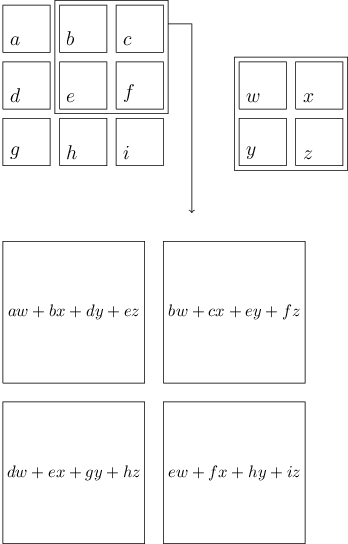 a b c
d e f
g h i
w x
y z
aw + bx + dy + ez
bw + cx + ey + fz
dw + ex + gy + hz
ew + fx + hy + iz